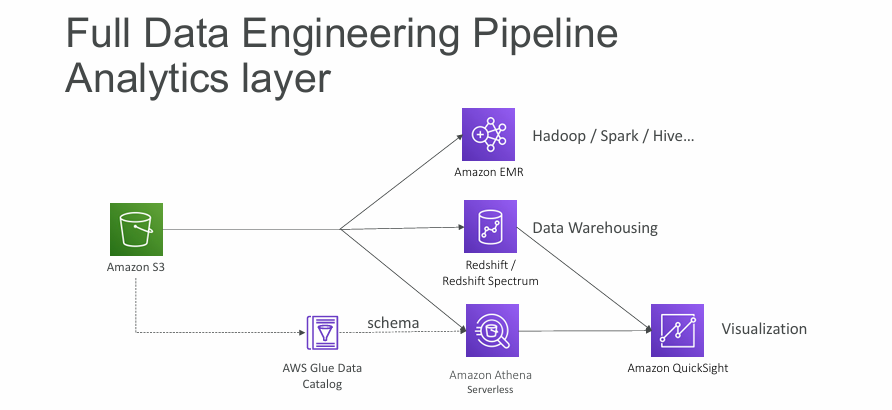 Full Data Engineering Pipeline
Analytics layer
Hadoop / Spark / Hive...
Amazon EMR
Amazon S3
Data Warehousing
Redshift /
Redshift Spectrum
schema
AWS Glue Data
Catalog
Amazon Athena
Serverless
Visualization
Amazon QuickSight